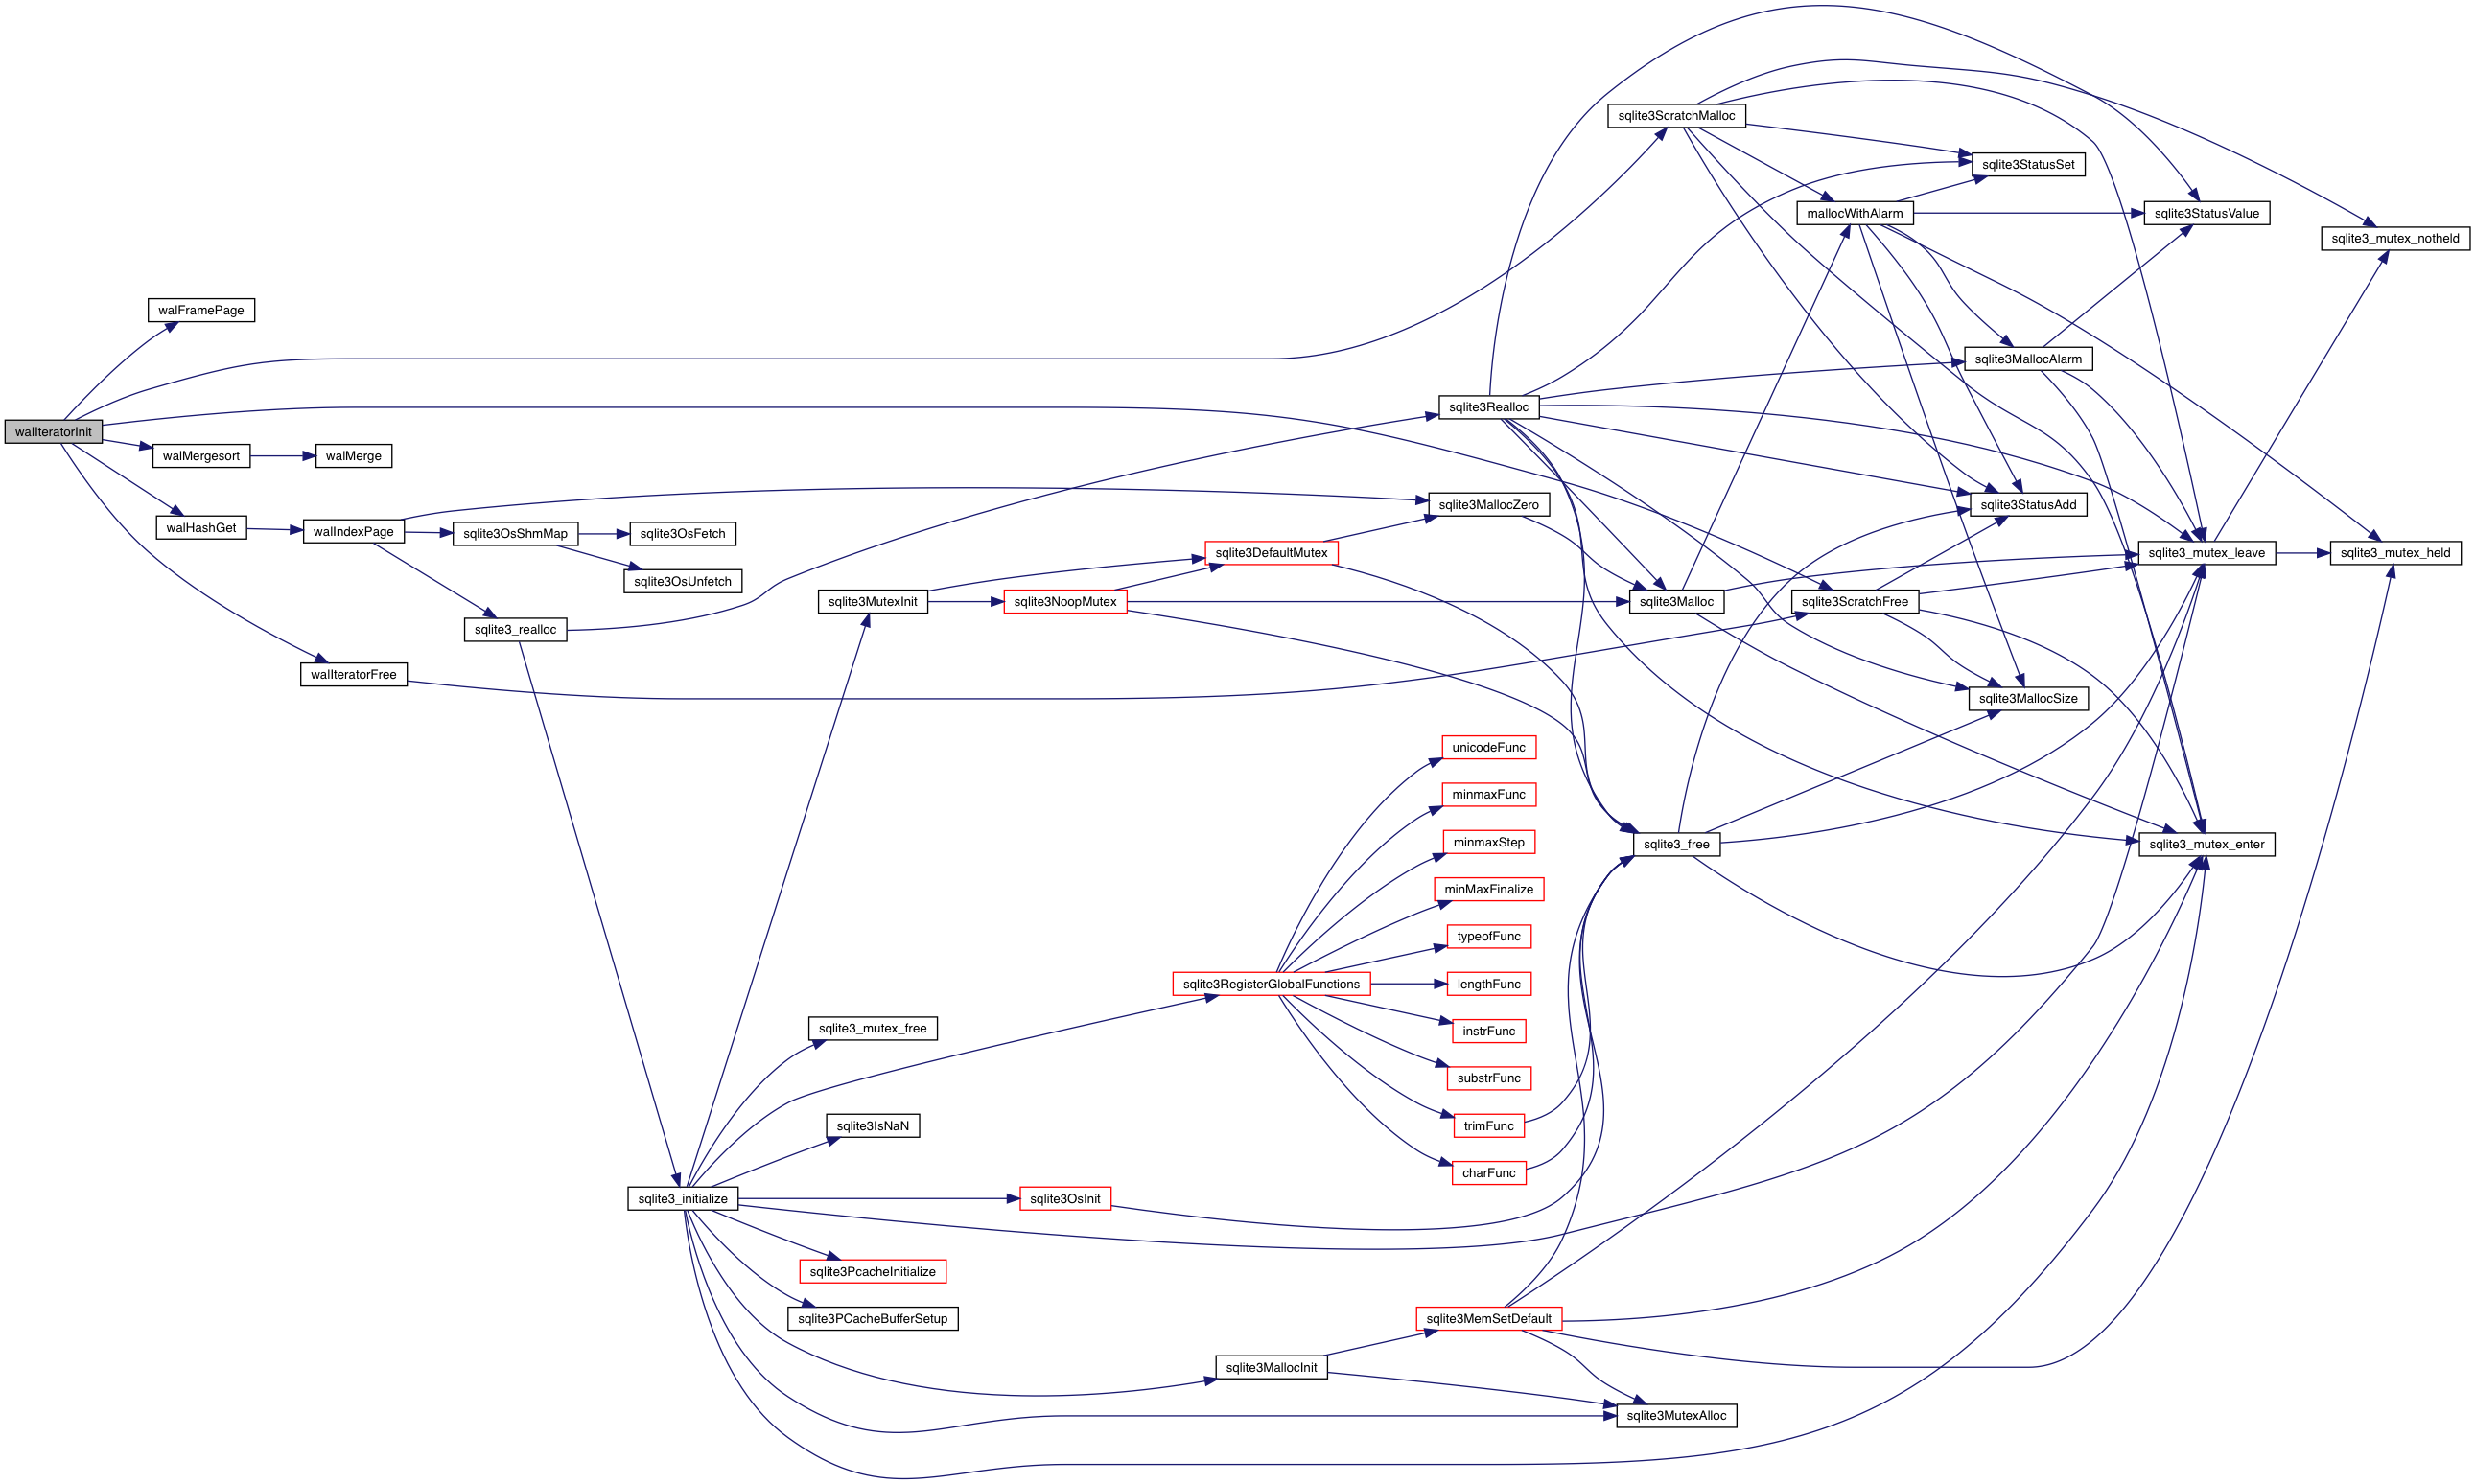 walIteratorInit
walFramePage
walMergesort
walMerge
walHashGet
walIndexPage
sqlite3OsShmMap
sqlite3OsFetch
sqlite3OsUnfetch
sqlite3_realloc
walIteratorFree
sqlite3_initialize
sqlite3MutexInit
sqlite3NoopMutex
sqlite3DefaultMutex
sqlite3MallocZero
sqlite3Realloc
sqlite3ScratchMalloc
mallocWithAlarm
sqlite3StatusSet
sqlite3StatusValue
sqlite3_mutex_notheld
sqlite3MallocAlarm
sqlite3StatusAdd
sqlite3_mutex_leave
sqlite3_mutex_held
sqlite3Malloc
sqlite3ScratchFree
sqlite3MallocSize
sqlite3_free
sqlite3_mutex_enter
unicodeFunc
minmaxFunc
minmaxStep
minMaxFinalize
typeofFunc
sqlite3RegisterGlobalFunctions
lengthFunc
instrFunc
substrFunc
trimFunc
charFunc
sqlite3_mutex_free
sqlite3IsNaN
sqlite3OsInit
sqlite3PcacheInitialize
sqlite3PCacheBufferSetup
sqlite3MallocInit
sqlite3MemSetDefault
sqlite3MutexAlloc